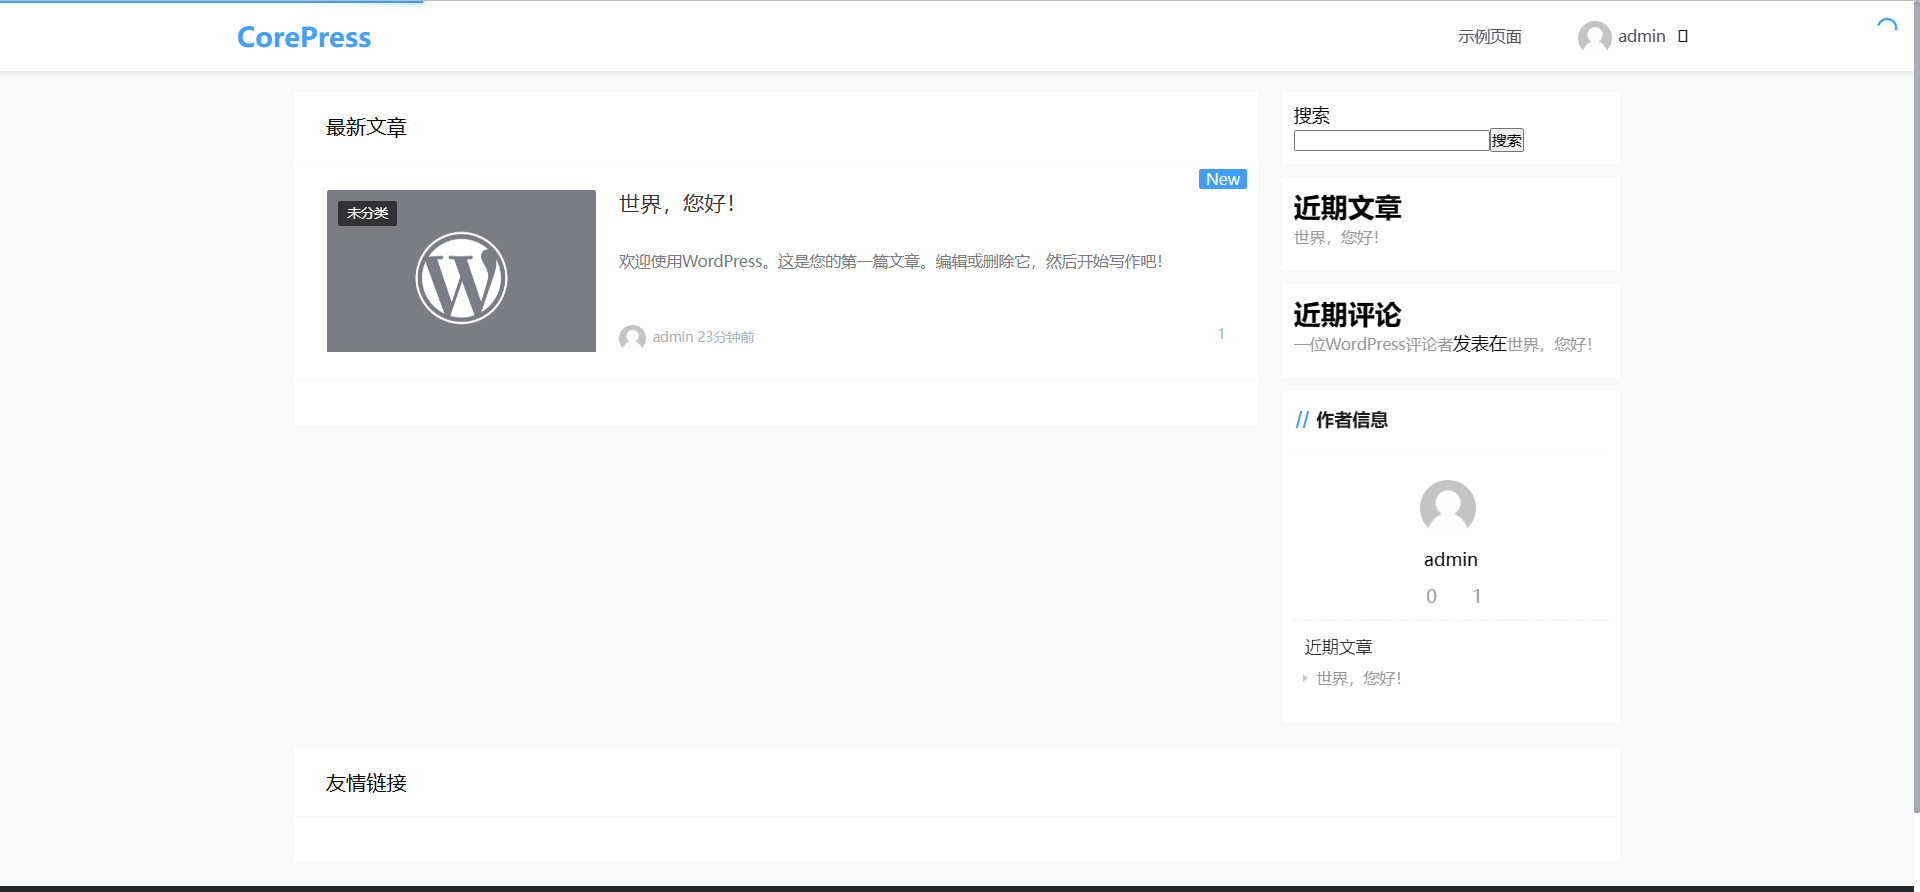 CorePress
示例页面
admin
最新文章
未分类
New
世界，您好！
欢迎使用WordPress。这是您的第一篇文章。编辑或删除它，然后开始写作吧！
admin 23分钟前
1
搜索
搜索
近期文章
世界，您好！
近期评论
一位WordPress评论者发表在世界，您好！
// 作者信息
admin
0 1
近期文章
世界，您好！
友情链接